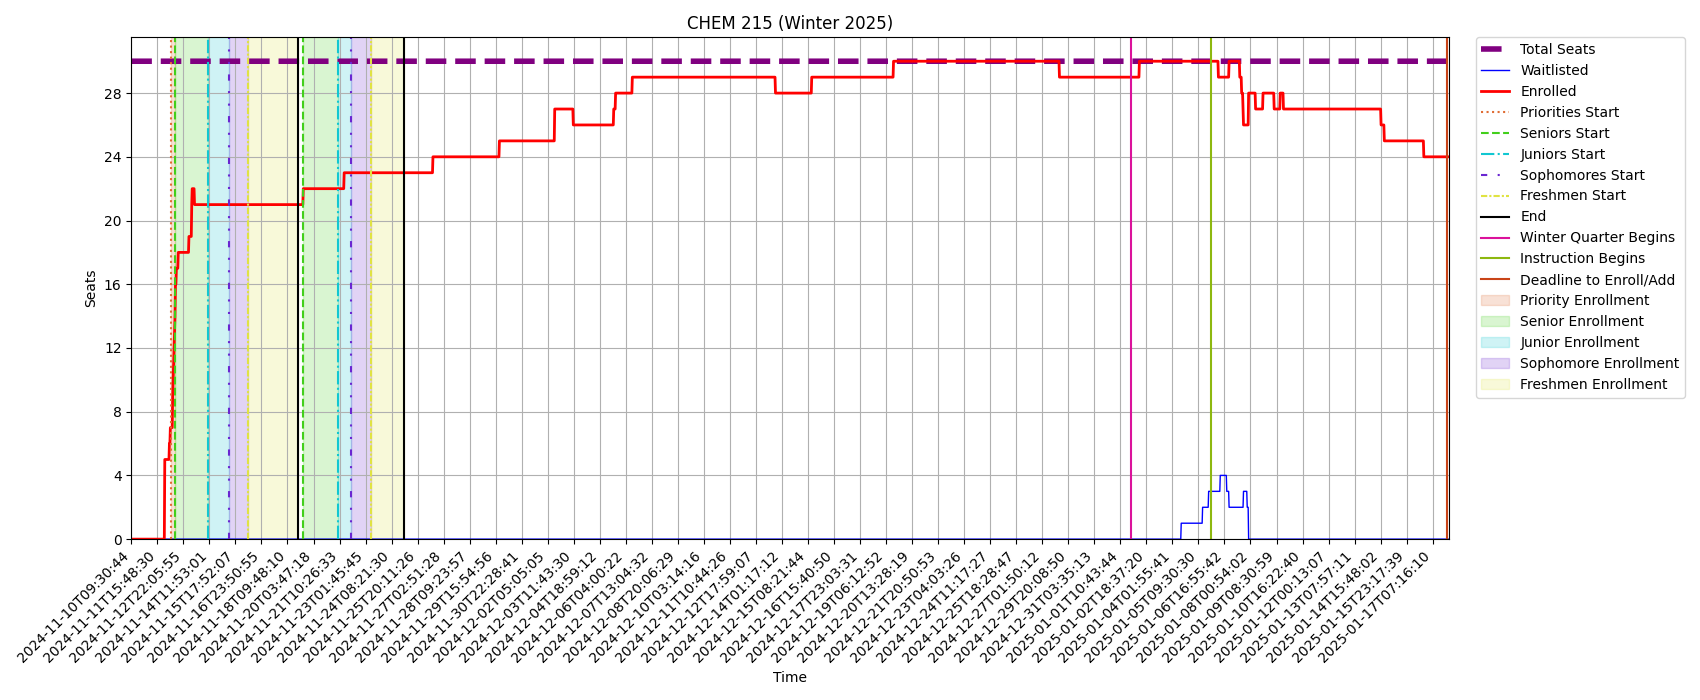 CHEM 215 (Winter 2025)
Total Seats
Waitlisted
Enrolled
Priorities Start
Seniors Start
Juniors Start
Sophomores Start
Freshmen Start
End
Winter Quarter Begins
Instruction Begins
Deadline to Enroll/Add
Priority Enrollment
Senior Enrollment
Junior Enrollment
Sophomore Enrollment
Freshmen Enrollment
Seats
28
24
20
16
12
8
4
0
2024-11-10T09:30:44
2024-11-11T15:48:30
2024-11-12T22:05:55
2024-11-14T11:53:01
2024-11-15T17:52:07
2024-11-16T23:50:55
2024-11-18T09:48:10
2024-11-20T03:47:18
2024-11-21T10:26:33
2024-11-23T01:45:45
2024-11-24T08:21:30
2024-11-25T20:11:26
2024-11-27T02:51:28
2024-11-28T09:23:57
2024-11-29T15:54:56
2024-11-30T22:28:41
2024-12-02T05:05:05
2024-12-03T11:43:30
2024-12-04T18:59:12
2024-12-06T04:00:22
2024-12-07T13:04:32
2024-12-08T20:06:29
2024-12-10T03:14:16
2024-12-11T10:44:26
2024-12-12T17:59:07
2024-12-14T01:17:12
2024-12-15T08:21:44
2024-12-16T15:40:50
2024-12-17T23:03:31
2024-12-19T06:12:52
2024-12-20T13:28:19
2024-12-21T20:50:53
2024-12-23T04:03:26
2024-12-24T11:17:27
2024-12-25T18:28:47
2024-12-27T01:50:12
2024-12-29T20:08:50
2024-12-31T03:35:13
2025-01-01T10:43:44
2025-01-02T18:37:20
2025-01-04T01:55:41
2025-01-05T09:30:30
2025-01-06T16:55:42
2025-01-08T00:54:02
2025-01-09T08:30:59
2025-01-10T16:22:40
2025-01-12T00:13:07
2025-01-13T07:57:11
2025-01-14T15:48:02
2025-01-15T23:17:39
2025-01-17T07:16:10
Time